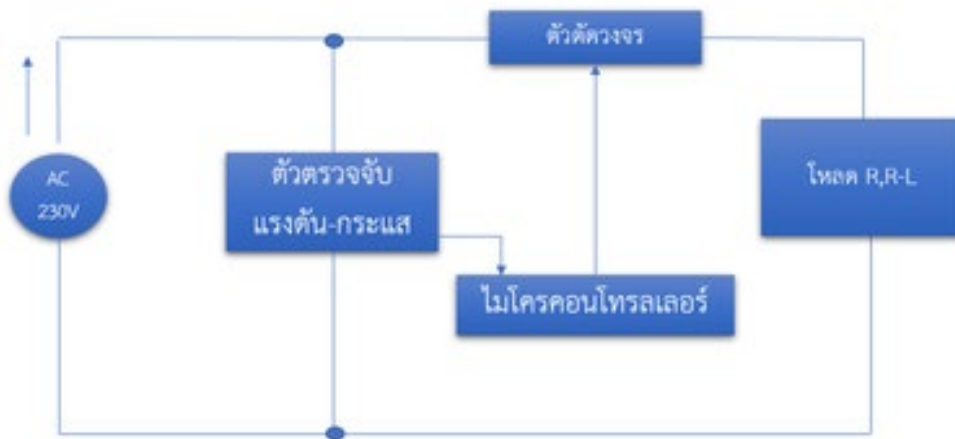 ตัวตัดวงจร
AC
230V
ตัวตรวจจับ
แรงดัน-กระแส
โหลด R,R-L
ไมโครคอนโทรลเลอร์